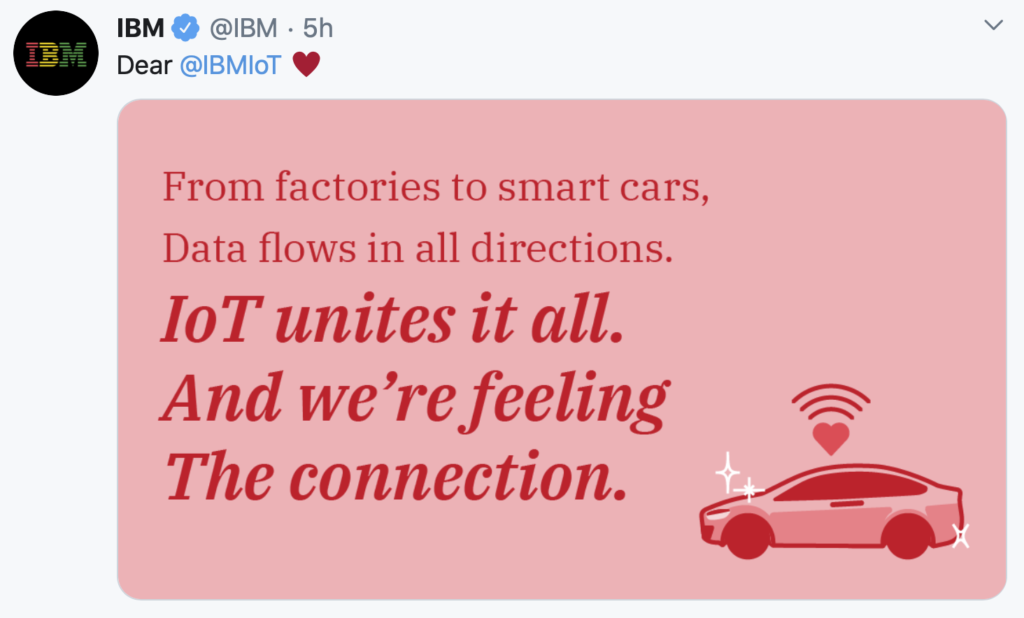 IBM @IBM · 5h
IBM
Dear @IBMIoT ♥
From factories to smart cars,
Data flows in all directions.
IoT unites it all.
And we’re feeling
The connection.